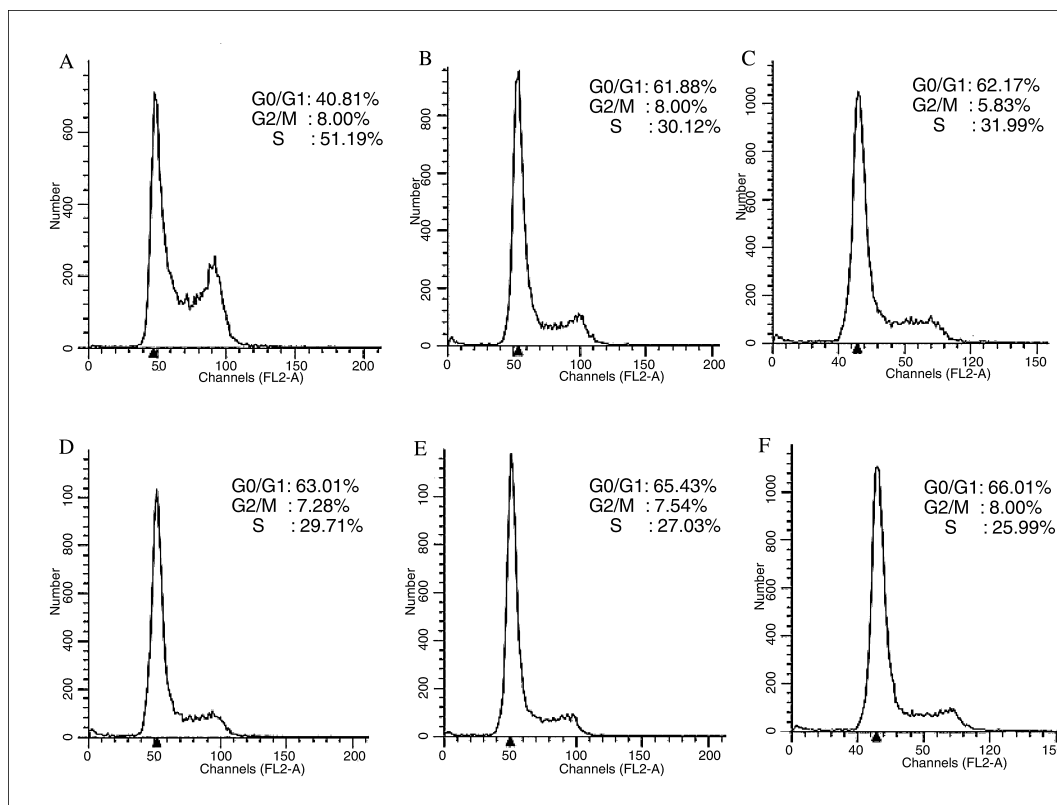 A
G0/G1: 40.81%
G2/M : 8.00%
S : 51.19%
Number
600
400
200
0
0 50 100 150 200
Channels (FL2-A)
B
G0/G1: 61.88%
G2/M : 8.00%
S : 30.12%
Number
800
600
400
200
0
0 50 100 150 200
Channels (FL2-A)
C
G0/G1: 62.17%
G2/M : 5.83%
S : 31.99%
Number
1000
800
600
400
200
0
0 40 50 100 150
Channels (FL2-A)
D
G0/G1: 63.01%
G2/M : 7.28%
S : 29.71%
Number
100
800
600
400
200
0
0 50 100 150 200
Channels (FL2-A)
E
G0/G1: 65.43%
G2/M : 7.54%
S : 27.03%
Number
100
800
600
400
200
0
0 50 100 150 200
Channels (FL2-A)
F
G0/G1: 66.01%
G2/M : 8.00%
S : 25.99%
Number
1000
800
600
400
200
0
0 40 50 120
Channels (FL2-A)